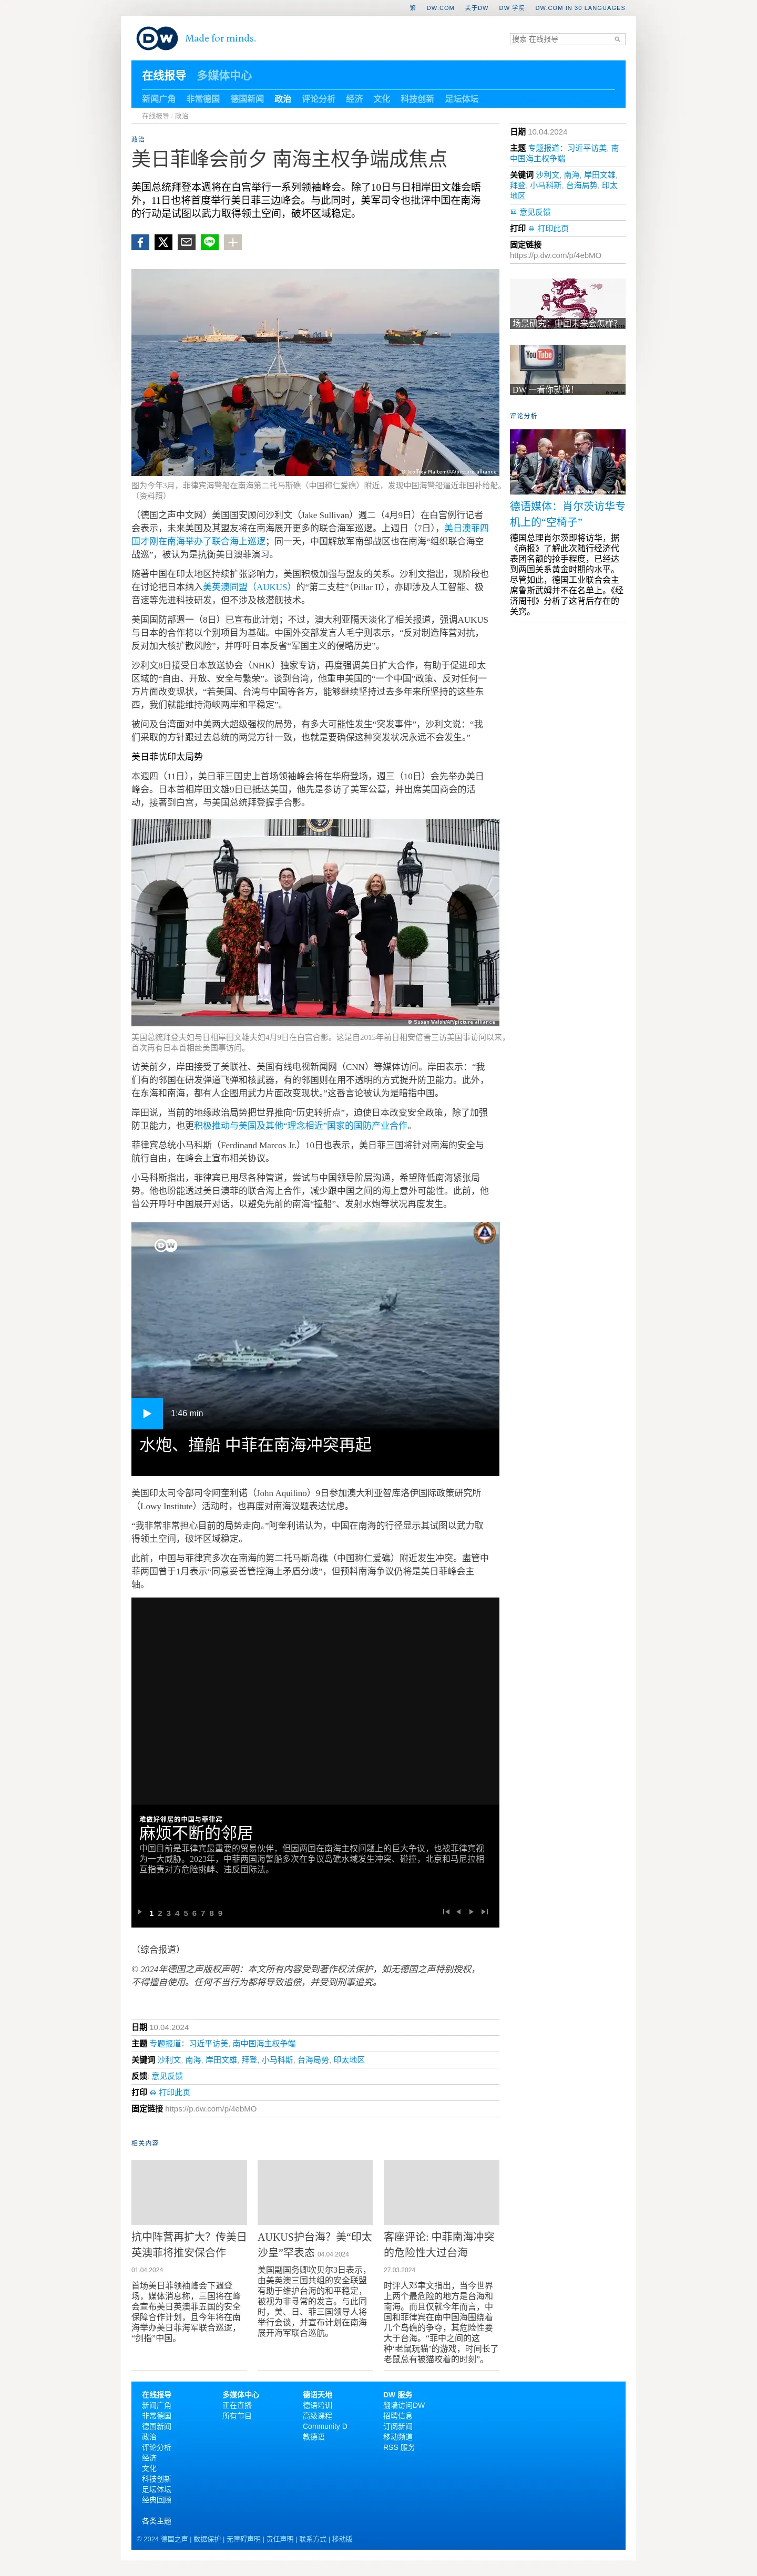 繁 DW.COM 关于DW DW 学院 DW.COM IN 30 LANGUAGES
DW Made for minds.
搜索 在线报导
在线报导 多媒体中心
新闻广角 非常德国 德国新闻 政治 评论分析 经济 文化 科技创新 足坛体坛
在线报导 / 政治
政治
美日菲峰会前夕 南海主权争端成焦点
美国总统拜登本週将在白宫举行一系列领袖峰会。除了10日与日相岸田文雄会晤
外，11日也将首度举行美日菲三边峰会。与此同时，美军司令也批评中国在南海
的行动是试图以武力取得领土空间，破坏区域稳定。
© Jeoffrey Maitem/AA/picture alliance
图为今年3月，菲律宾海警船在南海第二托马斯礁（中国称仁爱礁）附近，发现中国海警船逼近菲国补给船。
（资料照）
（德国之声中文网）美国国安顾问沙利文（Jake Sullivan）週二（4月9日）在白宫例行记者
会表示，未来美国及其盟友将在南海展开更多的联合海军巡逻。上週日（7日），美日澳菲四
国才刚在南海举办了联合海上巡逻；同一天，中国解放军南部战区也在南海“组织联合海空
战巡”，被认为是抗衡美日澳菲演习。
随著中国在印太地区持续扩张影响力，美国积极加强与盟友的关系。沙利文指出，现阶段也
在讨论把日本纳入美英澳同盟（AUKUS）的“第二支柱”（Pillar II），亦即涉及人工智能、极
音速等先进科技研发，但不涉及核潜舰技术。
美国国防部週一（8日）已宣布此计划；不过，澳大利亚隔天淡化了相关报道，强调AUKUS
与日本的合作将以个别项目为基础。中国外交部发言人毛宁则表示，“反对制造阵营对抗，
反对加大核扩散风险”，并呼吁日本反省“军国主义的侵略历史”。
沙利文8日接受日本放送协会（NHK）独家专访，再度强调美日扩大合作，有助于促进印太
区域的“自由、开放、安全与繁荣”。谈到台湾，他重申美国的“一个中国”政策、反对任何一
方片面改变现状，“若美国、台湾与中国等各方，能够继续坚持过去多年来所坚持的这些东
西，我们就能维持海峡两岸和平稳定”。
被问及台湾面对中美两大超级强权的局势，有多大可能性发生“突发事件”，沙利文说：“我
们采取的方针跟过去总统的两党方针一致，也就是要确保这种突发状况永远不会发生。”
美日菲忧印太局势
本週四（11日），美日菲三国史上首场领袖峰会将在华府登场，週三（10日）会先举办美日
峰会。日本首相岸田文雄9日已抵达美国，他先是参访了美军公墓，并出席美国商会的活
动，接著到白宫，与美国总统拜登握手合影。
© Susan Walsh/AP/picture alliance
美国总统拜登夫妇与日相岸田文雄夫妇4月9日在白宫合影。这是自2015年前日相安倍晋三访美国事访问以来，
首次再有日本首相赴美国事访问。
访美前夕，岸田接受了美联社、美国有线电视新闻网（CNN）等媒体访问。岸田表示：“我
们有的邻国在研发弹道飞弹和核武器，有的邻国则在用不透明的方式提升防卫能力。此外，
在东海和南海，都有人企图用武力片面改变现状。”这番言论被认为是暗指中国。
岸田说，当前的地缘政治局势把世界推向“历史转折点”，迫使日本改变安全政策，除了加强
防卫能力，也更积极推动与美国及其他“理念相近”国家的国防产业合作。
菲律宾总统小马科斯（Ferdinand Marcos Jr.）10日也表示，美日菲三国将针对南海的安全与
航行自由，在峰会上宣布相关协议。
小马科斯指出，菲律宾已用尽各种管道，尝试与中国领导阶层沟通，希望降低南海紧张局
势。他也盼能透过美日澳菲的联合海上合作，减少跟中国之间的海上意外可能性。此前，他
曾公开呼吁中国展开对话，以避免先前的南海“撞船”、发射水炮等状况再度发生。
DW
1:46 min
水炮、撞船 中菲在南海冲突再起
美国印太司令部司令阿奎利诺（John Aquilino）9日参加澳大利亚智库洛伊国际政策研究所
（Lowy Institute）活动时，也再度对南海议题表达忧虑。
“我非常非常担心目前的局势走向。”阿奎利诺认为，中国在南海的行径显示其试图以武力取
得领土空间，破坏区域稳定。
此前，中国与菲律宾多次在南海的第二托马斯岛礁（中国称仁爱礁）附近发生冲突。盡管中
菲两国曾于1月表示“同意妥善管控海上矛盾分歧”，但预料南海争议仍将是美日菲峰会主
轴。
难做好邻居的中国与菲律宾
麻烦不断的邻居
中国目前是菲律宾最重要的贸易伙伴，但因两国在南海主权问题上的巨大争议，也被菲律宾视
为一大威胁。2023年，中菲两国海警船多次在争议岛礁水域发生冲突、碰撞，北京和马尼拉相
互指责对方危险挑衅、违反国际法。
1 2 3 4 5 6 7 8 9
（综合报道）
© 2024年德国之声版权声明：本文所有内容受到著作权法保护，如无德国之声特别授权，
不得擅自使用。任何不当行为都将导致追偿，并受到刑事追究。
日期 10.04.2024
主题 专题报道：习近平访美, 南中国海主权争端
关键词 沙利文, 南海, 岸田文雄, 拜登, 小马科斯, 台海局势, 印太地区
反馈: 意见反馈
打印 打印此页
固定链接 https://p.dw.com/p/4ebMO
相关内容
抗中阵营再扩大？传美日
英澳菲将推安保合作
01.04.2024
首场美日菲领袖峰会下週登
场，媒体消息称，三国将在峰
会宣布美日英澳菲五国的安全
保障合作计划，且今年将在南
海举办美日菲海军联合巡逻，
“剑指”中国。
AUKUS护台海？美“印太
沙皇”罕表态 04.04.2024
美国副国务卿坎贝尔3日表示，
由美英澳三国共组的安全联盟
有助于维护台海的和平稳定，
被视为非寻常的发言。与此同
时，美、日、菲三国领导人将
举行会谈，并宣布计划在南海
展开海军联合巡航。
客座评论: 中菲南海冲突
的危险性大过台海
27.03.2024
时评人邓聿文指出，当今世界
上两个最危险的地方是台海和
南海。而且仅就今年而言，中
国和菲律宾在南中国海围绕着
几个岛礁的争夺，其危险性要
大于台海。“菲中之间的这
种‘老鼠玩猫’的游戏，时间长了
老鼠总有被猫咬着的时刻”。
日期 10.04.2024
主题 专题报道：习近平访美, 南
中国海主权争端
关键词 沙利文, 南海, 岸田文雄,
拜登, 小马科斯, 台海局势, 印太
地区
意见反馈
打印 打印此页
固定链接
https://p.dw.com/p/4ebMO
场景研究：中国未来会怎样？
YouTube
DW 一看你就懂！
评论分析
德语媒体：肖尔茨访华专
机上的“空椅子”
德国总理肖尔茨即将访华，据
《商报》了解此次随行经济代
表团名额的抢手程度，已经达
到两国关系黄金时期的水平。
尽管如此，德国工业联合会主
席鲁斯武姆并不在名单上。《经
济周刊》分析了这背后存在的
关窍。
在线报导
新闻广角
非常德国
德国新闻
政治
评论分析
经济
文化
科技创新
足坛体坛
经典回顾
各类主题
多媒体中心
正在直播
所有节目
德语天地
德语培训
高级课程
Community D
教德语
DW 服务
翻墙访问DW
招聘信息
订阅新闻
移动频道
RSS 服务
© 2024 德国之声 | 数据保护 | 无障碍声明 | 责任声明 | 联系方式 | 移动版